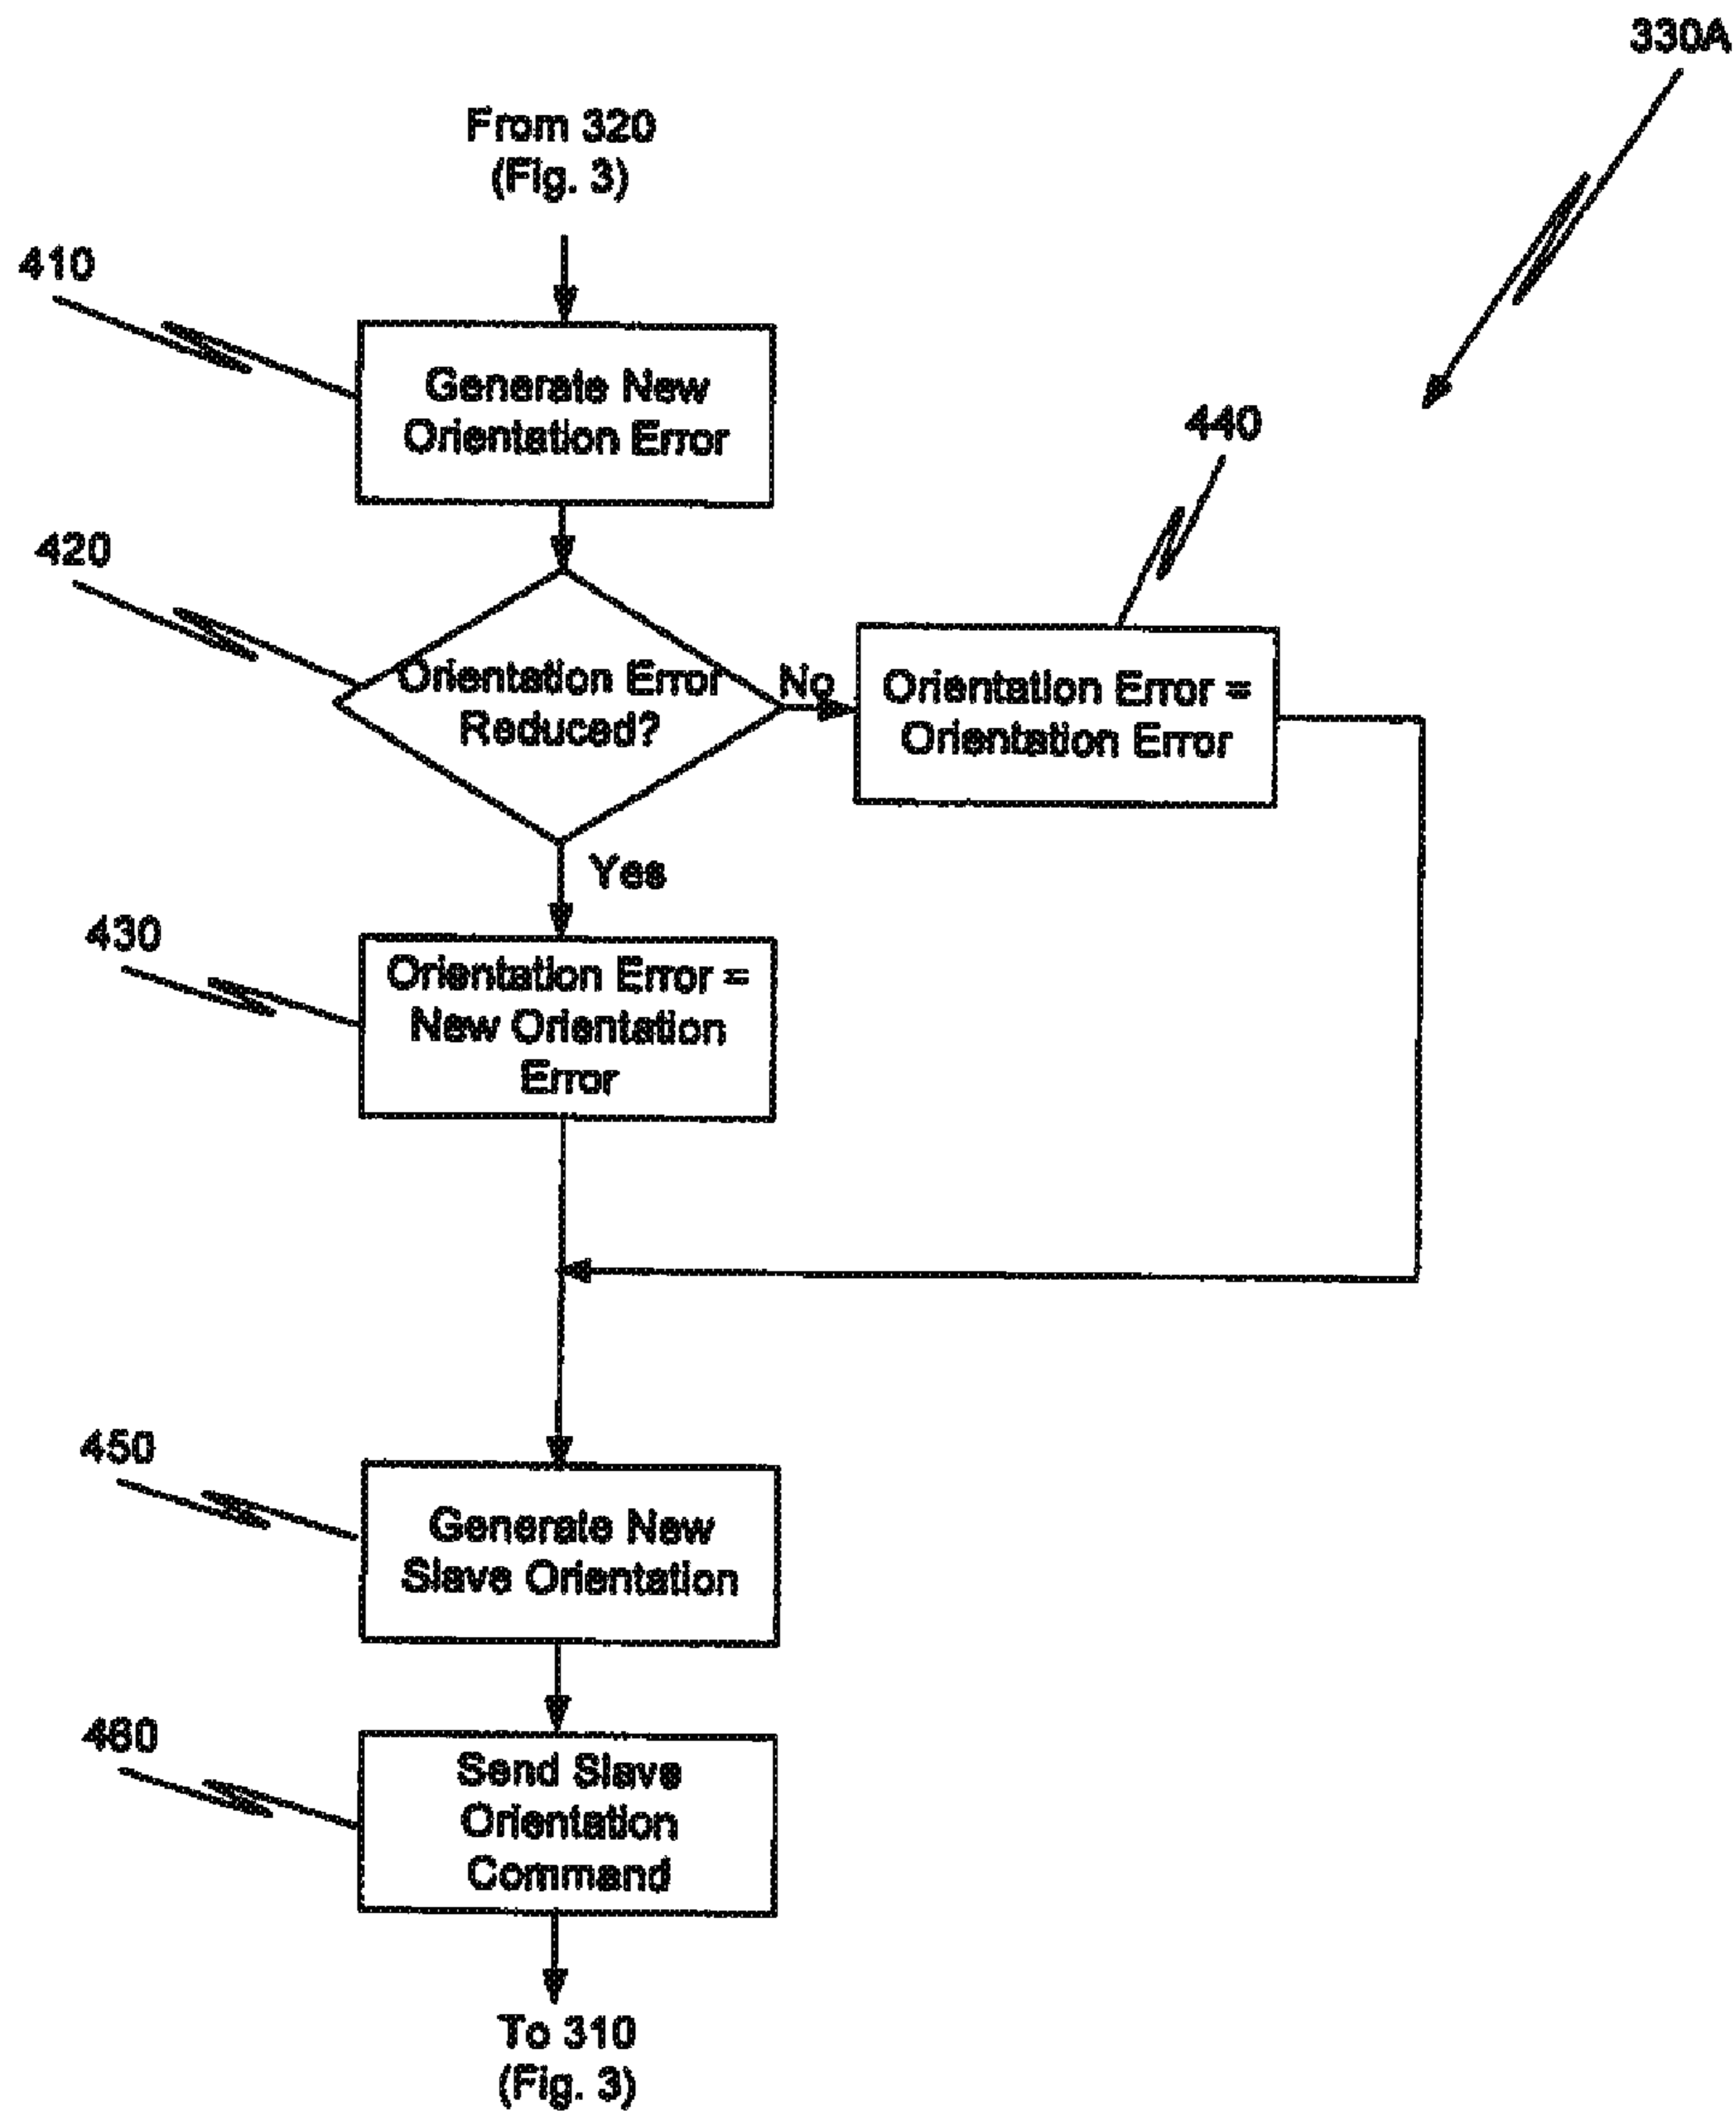 330A
From 320
(Fig. 3)
410
Generate New
Orientation Error
440
420
Orientation Error
Reduced?
No
Orientation Error =
Orientation Error
Yes
430
Orientation Error =
New Orientation
Error
450
Generate New
Slave Orientation
460
Send Slave
Orientation
Command
To 310
(Fig. 3)